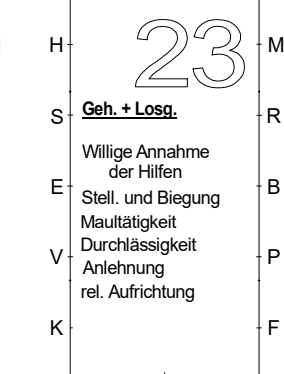 H 23 M
S Geh. + Losg. R
Willige Annahme
der Hilfen
E Stell. und Biegung B
Maultätigkeit
V Durchlässigkeit P
Anlehnung
rel. Aufrichtung
K F